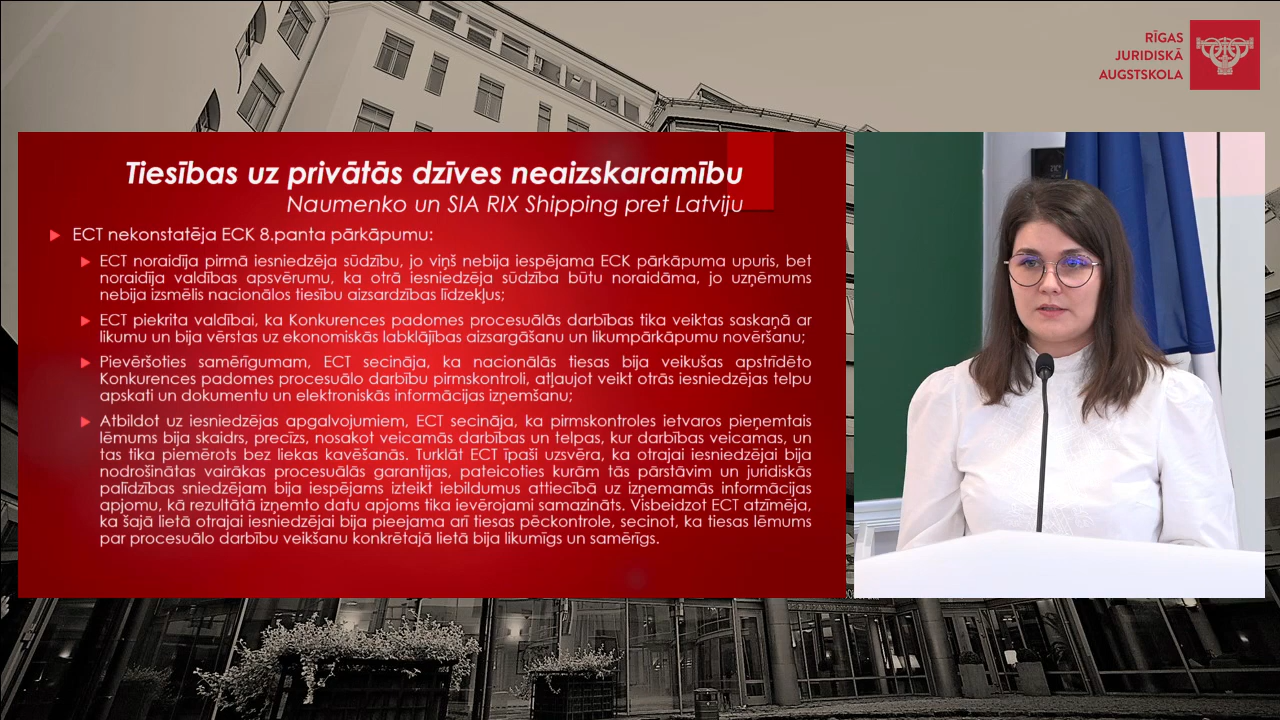 RĪGAS
JURIDISKĀ
AUGSTSKOLA
Tiesības uz privātās dzīves neaizskaramību
Naumenko un SIA RIX Shipping pret Latviju
ECT nekonstatēja ECK 8.panta pārkāpumu:
ECT noraidīja pirmā iesniedzēja sūdzību, jo viņš nebija iespējama ECK pārkāpuma upuris, bet
noraidīja valdības apsvērumu, ka otrā iesniedzēja sūdzība būtu noraidāma, jo uzņēmums
nebija izsmēlis nacionālos tiesību aizsardzības līdzekļus;
ECT piekrita valdībai, ka Konkurences padomes procesuālās darbības tika veiktas saskaņā ar
likumu un bija vērstas uz ekonomiskās labklājības aizsargāšanu un likumpārkāpumu novēršanu;
Pievēršoties samērīgumam, ECT secināja, ka nacionālās tiesas bija veikušas apstrīdēto
Konkurences padomes procesuālo darbību pirmskontroli, atļaujot veikt otrās iesniedzējas telpu
apskati un dokumentu un elektroniskās informācijas izņemšanu;
Atbildot uz iesniedzējas apgalvojumiem, ECT secināja, ka pirmskontroles ietvaros pieņemtais
lēmums bija skaidrs, precīzs, nosakot veicamās darbības un telpas, kur darbības veicamas, un
tas tika piemērots bez liekas kavēšanās. Turklāt ECT īpaši uzsvēra, ka otrajai iesniedzējai bija
nodrošinātas vairākas procesuālās garantijas, pateicoties kurām tās pārstāvim un juridiskās
palīdzības sniedzējam bija iespējams izteikt iebildumus attiecībā uz izņemamās informācijas
apjomu, kā rezultātā izņemto datu apjoms tika ievērojami samazināts. Visbeidzot ECT atzīmēja,
ka šajā lietā otrajai iesniedzējai bija pieejama arī tiesas pēckontrole, secinot, ka tiesas lēmums
par procesuālo darbību veikšanu konkrētajā lietā bija likumīgs un samērīgs.